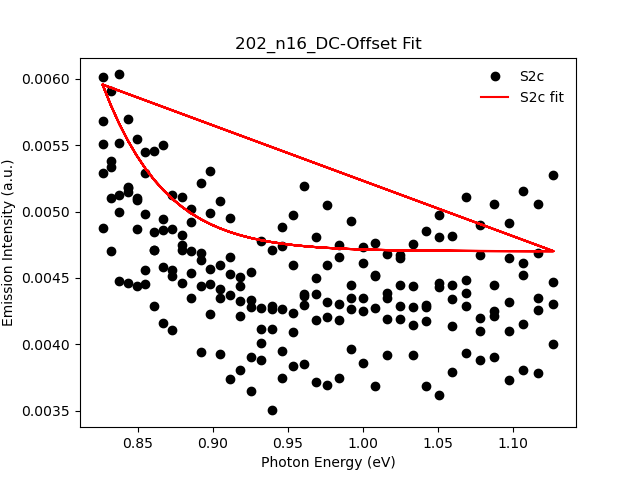 202_n16_DC-Offset Fit
Emission Intensity (a.u.)
0.0060
0.0055
0.0050
0.0045
0.0040
0.0035
S2c
S2c fit
0.85
0.90
0.95
1.00
1.05
1.10
Photon Energy (eV)